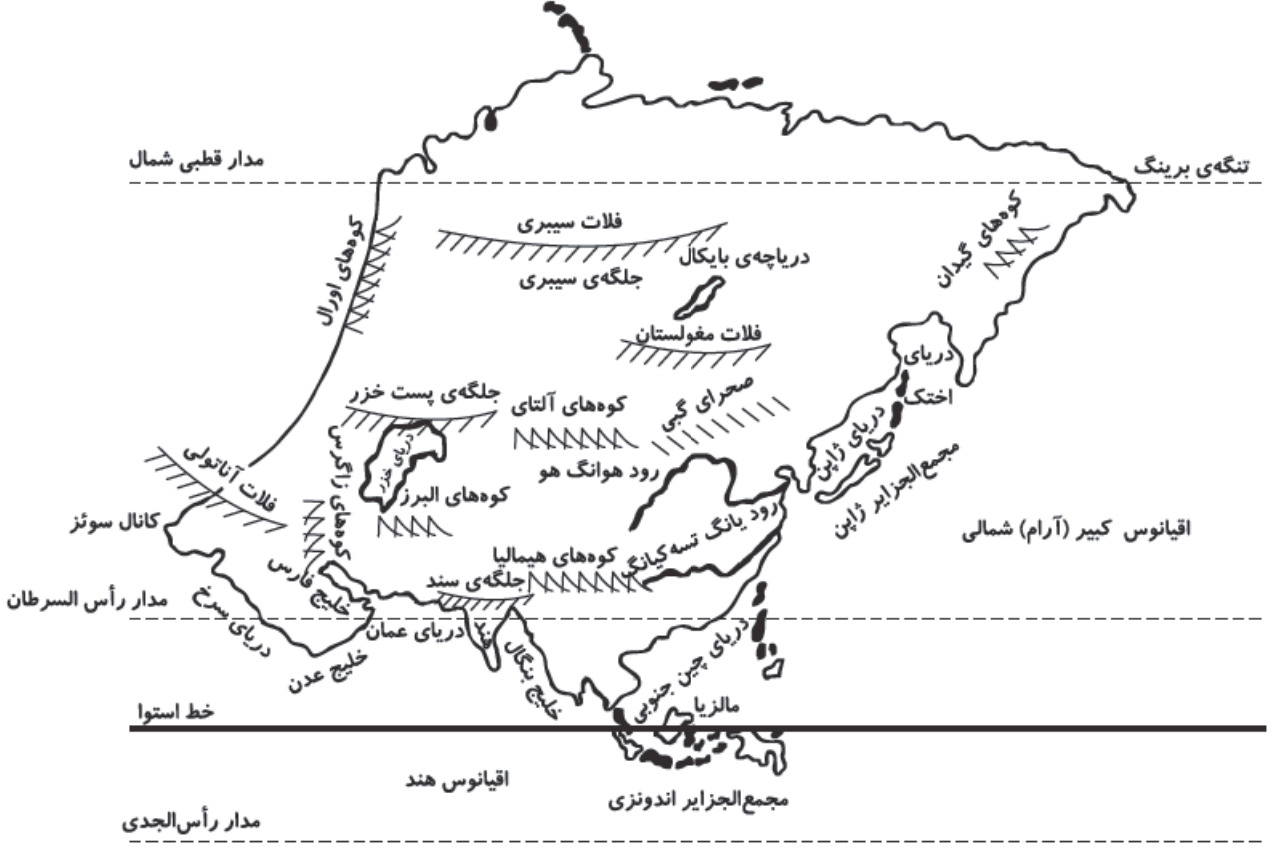 مدار قطبی شمال
تنگه‌ی برینگ
کوه‌های گیدان
کوه‌های اورال
فلات سیبری
دریاچه‌ی بایکال
جلگه‌ی سیبری
فلات مغولستان
دریای
اختک
صحرای گبی
جلگه‌ی پست خزر
کوه‌های آلتای
دریای ژاپن
مجمع‌الجزایر ژاپن
دریای خزر
کوه‌های زاگرس
فلات آناتولی
رود هوانگ هو
کوه‌های البرز
رود یانگ تسه کیانگ
کانال سوئز
اقیانوس کبیر (آرام) شمالی
کوه‌های هیمالیا
جلگه‌ی سند
خلیج فارس
مدار رأس السرطان
دریای سرخ
دریای عمان
هند
خلیج بنگال
خلیج عدن
دریای چین جنوبی
مالزیا
خط استوا
اقیانوس هند
مجمع‌الجزایر اندونزی
مدار رأس‌الجدی